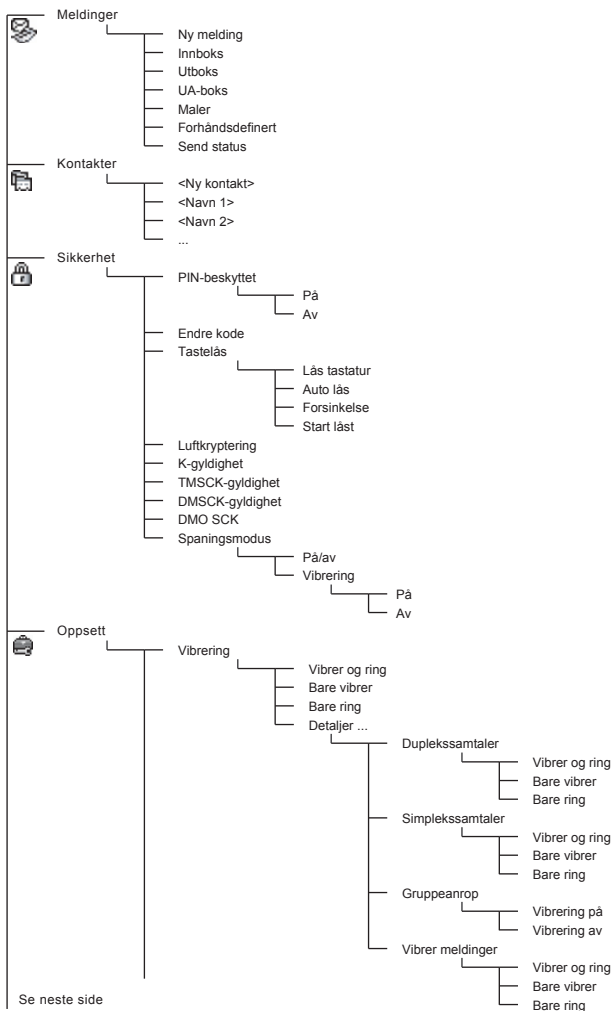 Meldinger
Ny melding
Innboks
Utboks
UA-boks
Maler
Forhåndsdefinert
Send status
Kontakter
<Ny kontakt>
<Navn 1>
<Navn 2>
...
Sikkerhet
PIN-beskyttet
På
Av
Endre kode
Tastelås
Lås tastatur
Auto lås
Forsinkelse
Start låst
Luftkryptering
K-gyldighet
TMSCK-gyldighet
DMSCK-gyldighet
DMO SCK
Spaningsmodus
På/av
Vibrering
På
Av
Oppsett
Vibrering
Vibrer og ring
Bare vibrer
Bare ring
Detaljer ...
Duplekssamtaler
Vibrer og ring
Bare vibrer
Bare ring
Simplekssamtaler
Vibrer og ring
Bare vibrer
Bare ring
Gruppeanrop
Vibrering på
Vibrering av
Vibrer meldinger
Vibrer og ring
Bare vibrer
Bare ring
Se neste side